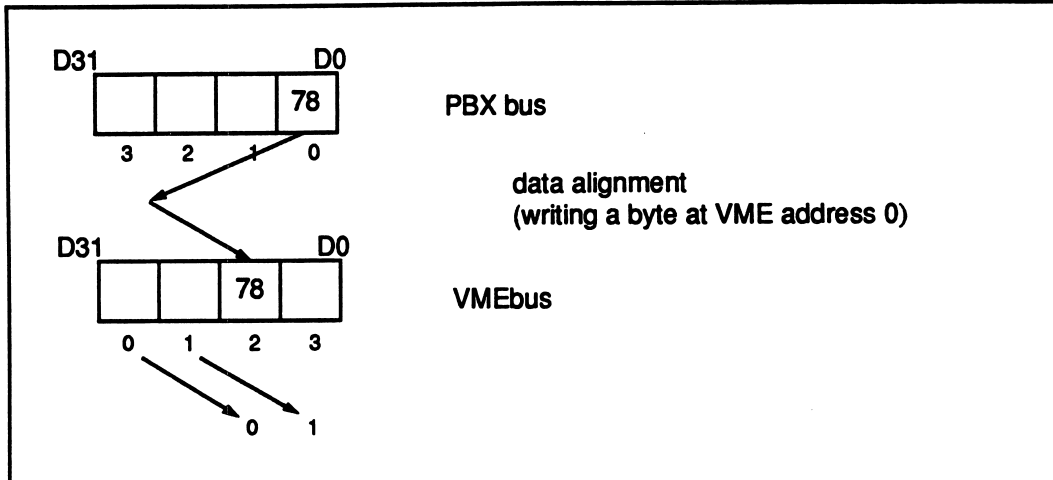 D31 D0
78
PBX bus
3 2 1 0
data alignment
(writing a byte at VME address 0)
D31 D0
78
VMEbus
0 1 2 3
0 1